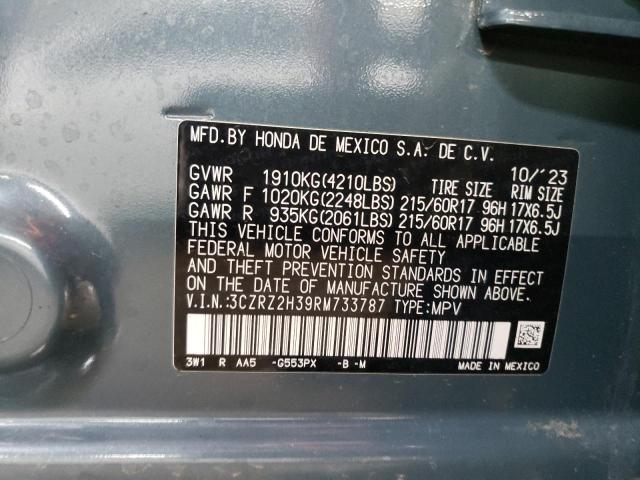 MFD.BY HONDA DE MEXICO S.A. DE C.V.
10/'23
GVWR 1910KG(4210LBS) TIRE SIZE RIM SIZE
GAWR F 1020KG(2248LBS) 215/60R17 96H 17X6.5J
GAWR R 935KG(2061LBS) 215/60R17 96H 17X6.5J
THIS VEHICLE CONFORMS TO ALL APPLICABLE
FEDERAL MOTOR VEHICLE SAFETY
AND THEFT PREVENTION STANDARDS IN EFFECT
ON THE DATE OF MANUFACTURE SHOWN ABOVE.
V.I.N.:3CZRZ2H39RM733787 TYPE:MPV
3W1 R AA5 -G553PX -B -M MADE IN MEXICO